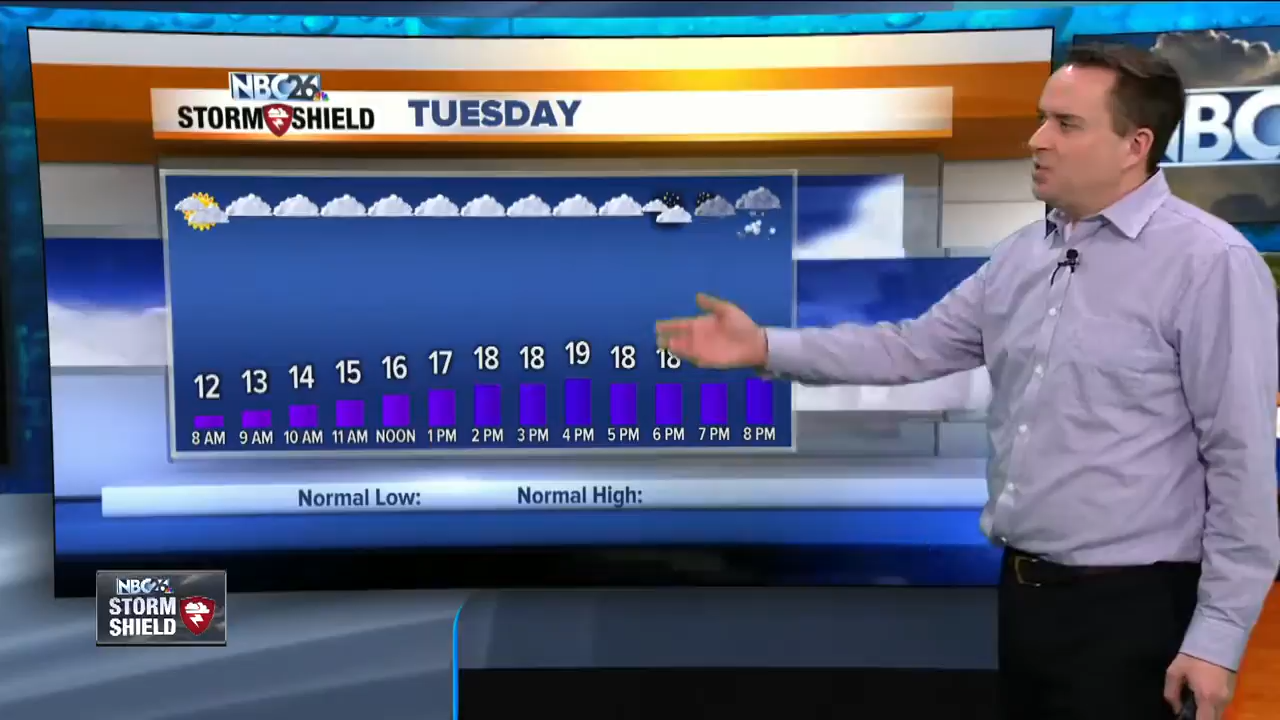 NBC26
STORM SHIELD
TUESDAY
NBC
12 13 14 15 16 17 18 18 19 18 18
8 AM 9 AM 10 AM 11 AM NOON 1 PM 2 PM 3 PM 4 PM 5 PM 6 PM 7 PM 8 PM
Normal Low: Normal High:
NBC26
STORM
SHIELD